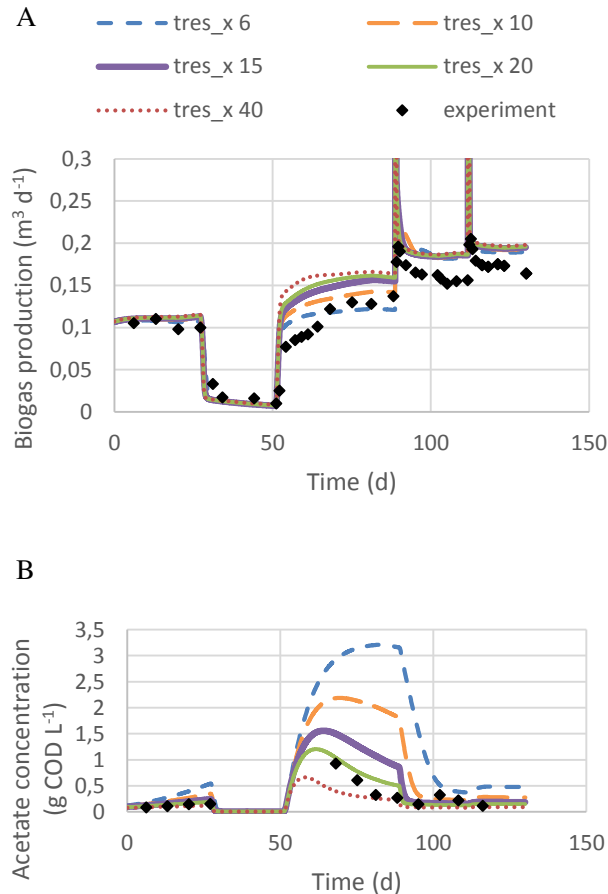 A
tres_x 6
tres_x 10
tres_x 15
tres_x 20
tres_x 40
experiment
Biogas production (m³ d⁻¹)
0,3
0,25
0,2
0,15
0,1
0,05
0
0 50 100 150
Time (d)
B
Acetate concentration
(g COD L⁻¹)
3,5
3
2,5
2
1,5
1
0,5
0
0 50 100 150
Time (d)